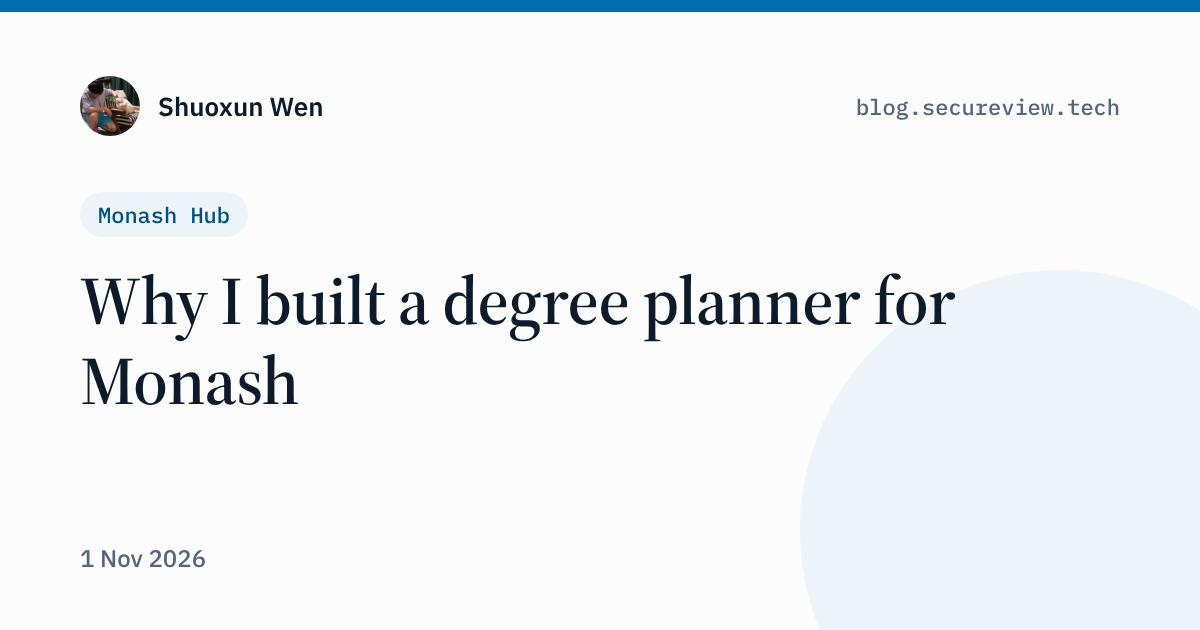 Shuoxun Wen
blog.secureview.tech
Monash Hub
Why I built a degree planner for
Monash
1 Nov 2026